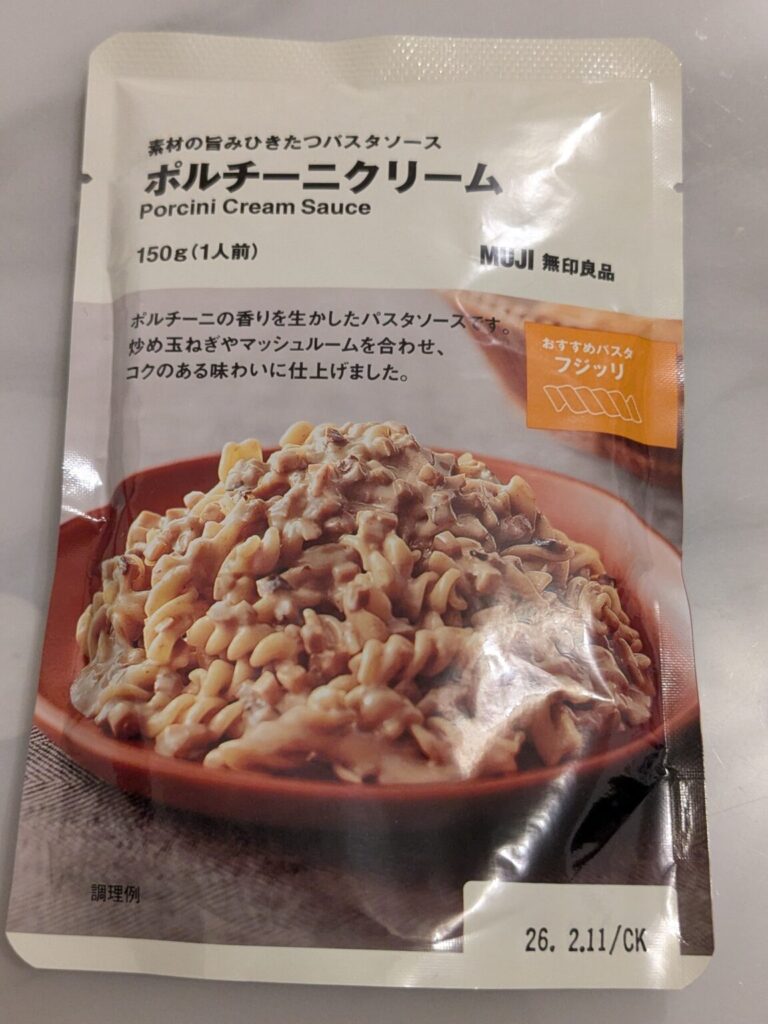 素材の旨みひきたつパスタソース
ポルチーニクリーム
Porcini Cream Sauce
150g(1人前)
MUJI 無印良品
ポルチーニの香りを生かしたパスタソースです。
炒め玉ねぎやマッシュルームを合わせ、
コクのある味わいに仕上げました。
おすすめパスタ
フジッリ
調理例
26. 2.11/CK